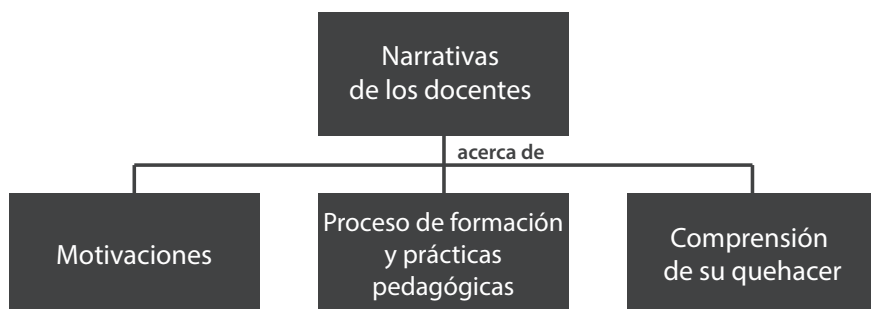 Narrativas
de los docentes
acerca de
Motivaciones
Proceso de formación
y prácticas
pedagógicas
Comprensión
de su quehacer